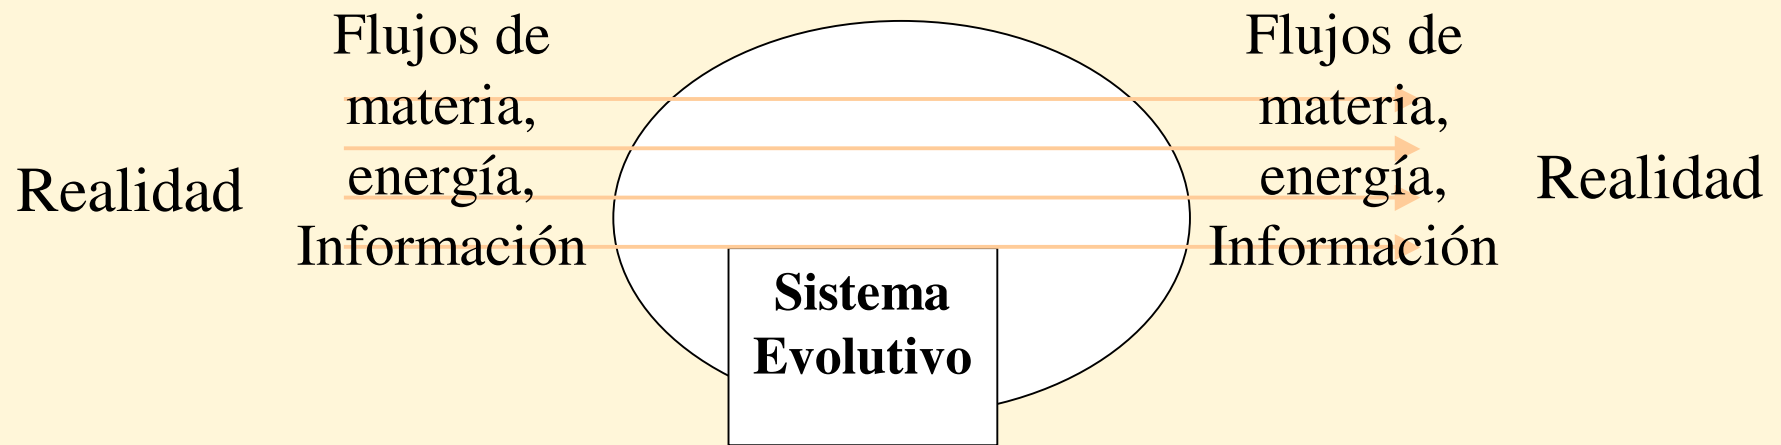 Realidad
Flujos de
materia,
energía,
Información
Sistema
Evolutivo
Flujos de
materia,
energía,
Información
Realidad